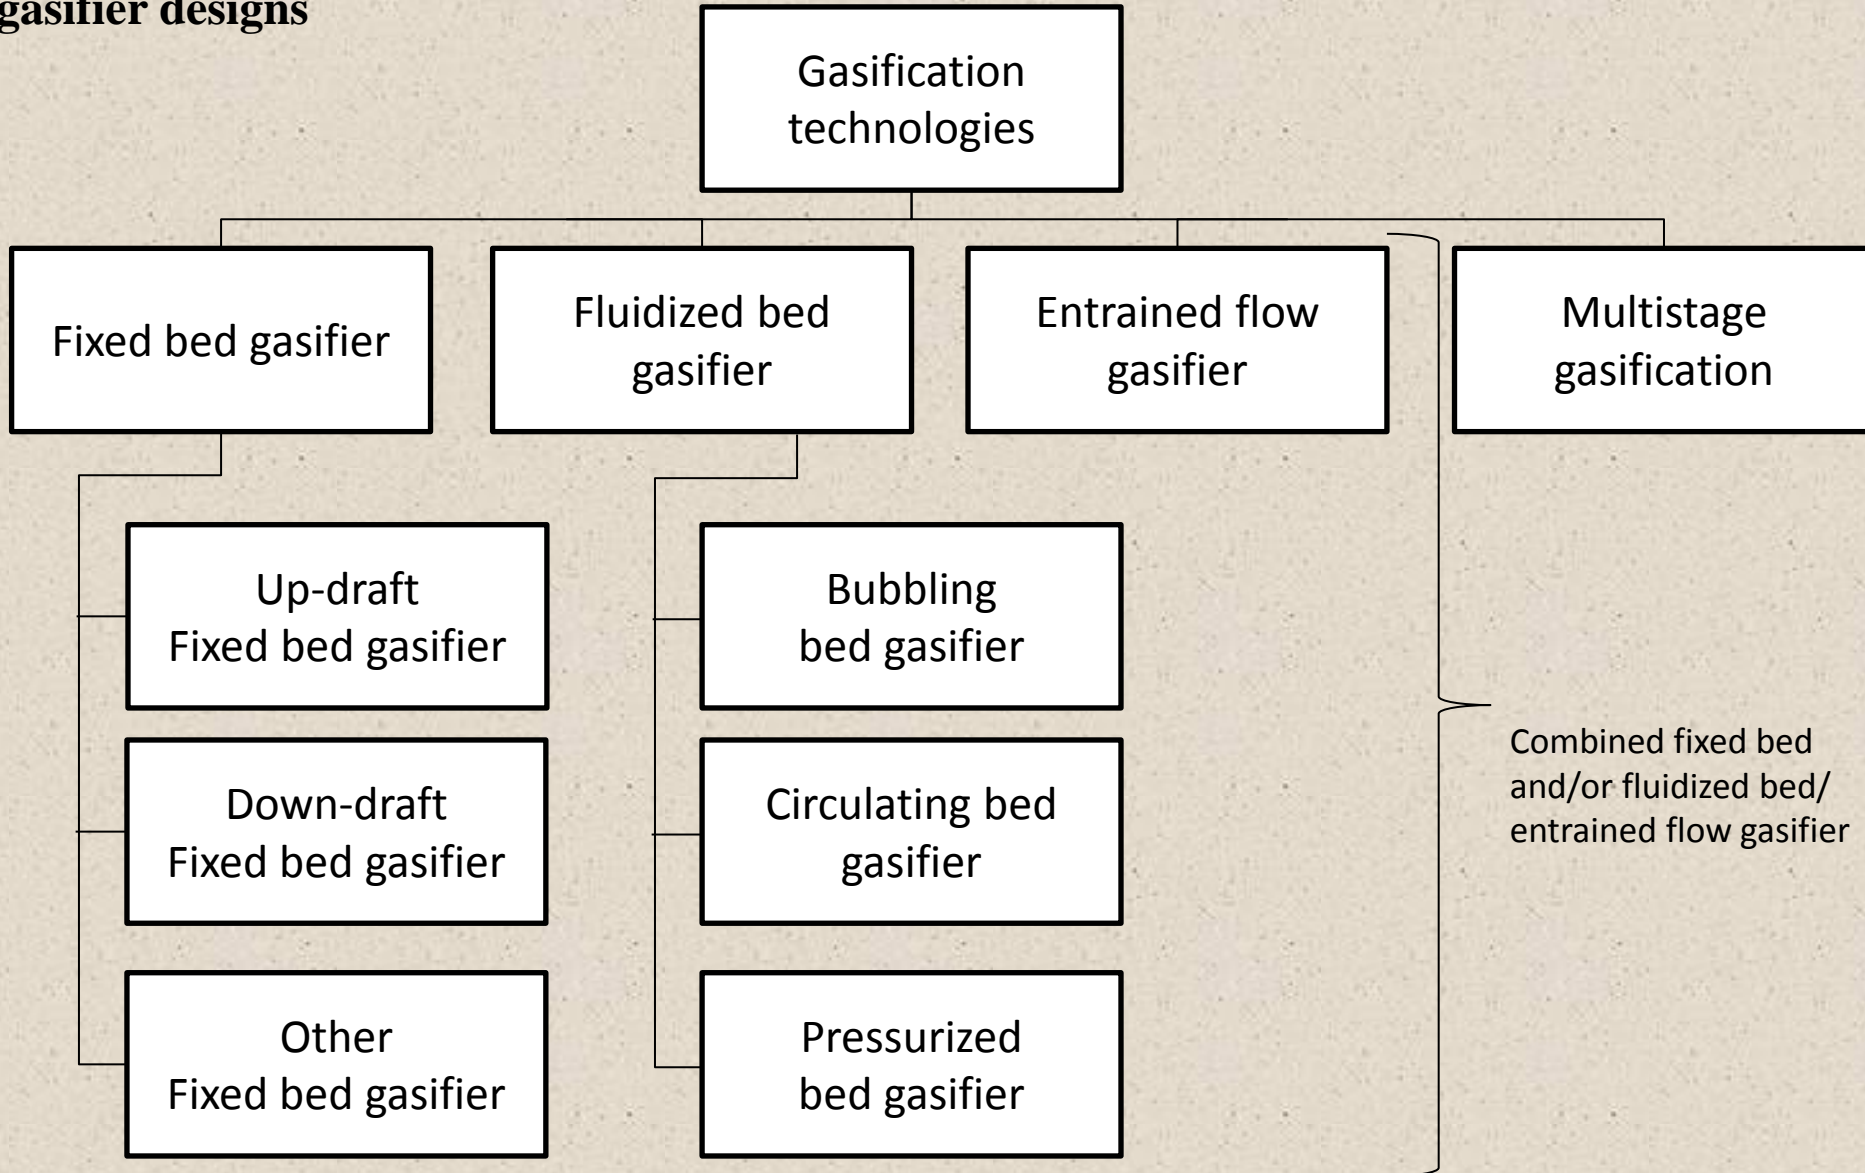 gasifier designs
Gasification
technologies
Fixed bed gasifier
Fluidized bed
gasifier
Entrained flow
gasifier
Multistage
gasification
Up-draft
Fixed bed gasifier
Bubbling
bed gasifier
Down-draft
Fixed bed gasifier
Circulating bed
gasifier
Combined fixed bed
and/or fluidized bed/
entrained flow gasifier
Other
Fixed bed gasifier
Pressurized
bed gasifier